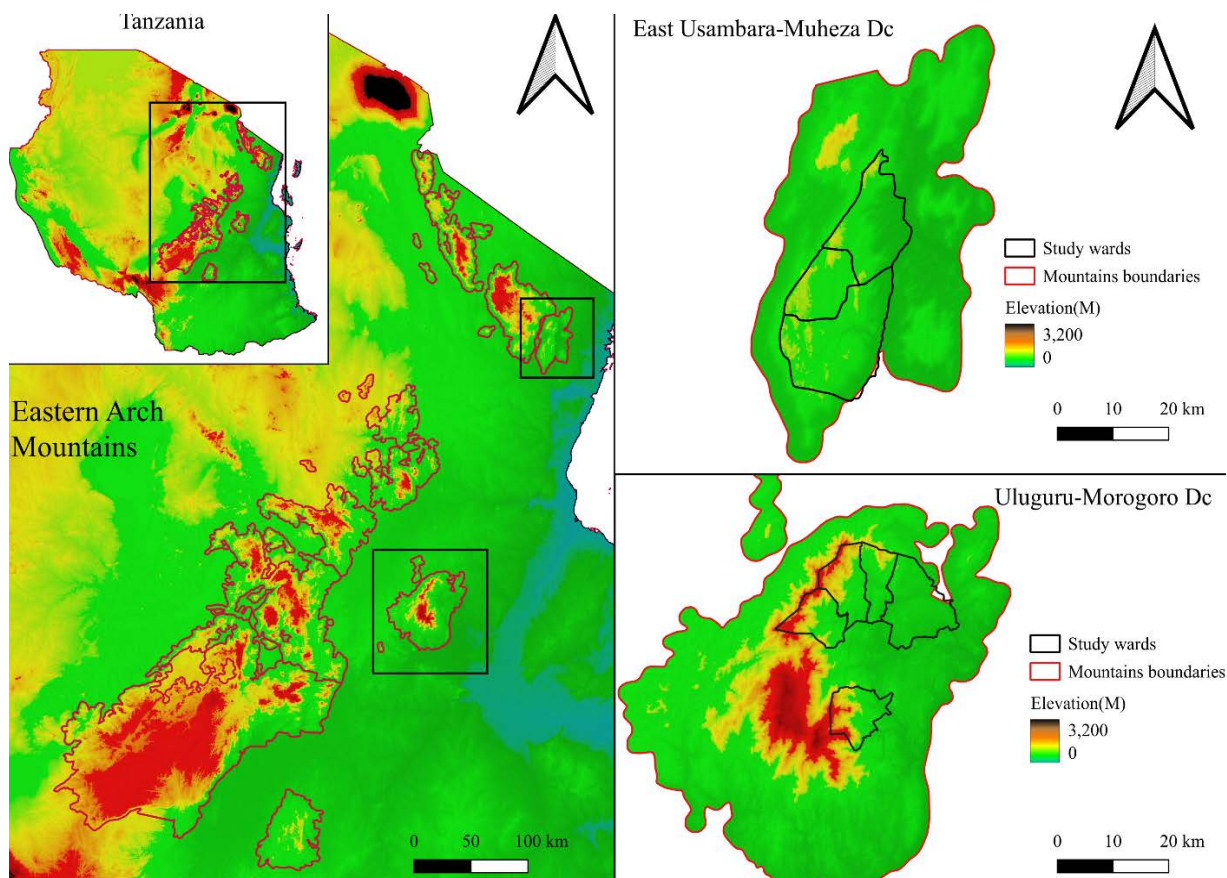 Tanzania
Eastern Arch
Mountains
0 50 100 km
East Usambara-Muheza Dc
Study wards
Mountains boundaries
Elevation(M)
3,200
0
0 10 20 km
Uluguru-Morogoro Dc
Study wards
Mountains boundaries
Elevation(M)
3,200
0
0 10 20 km